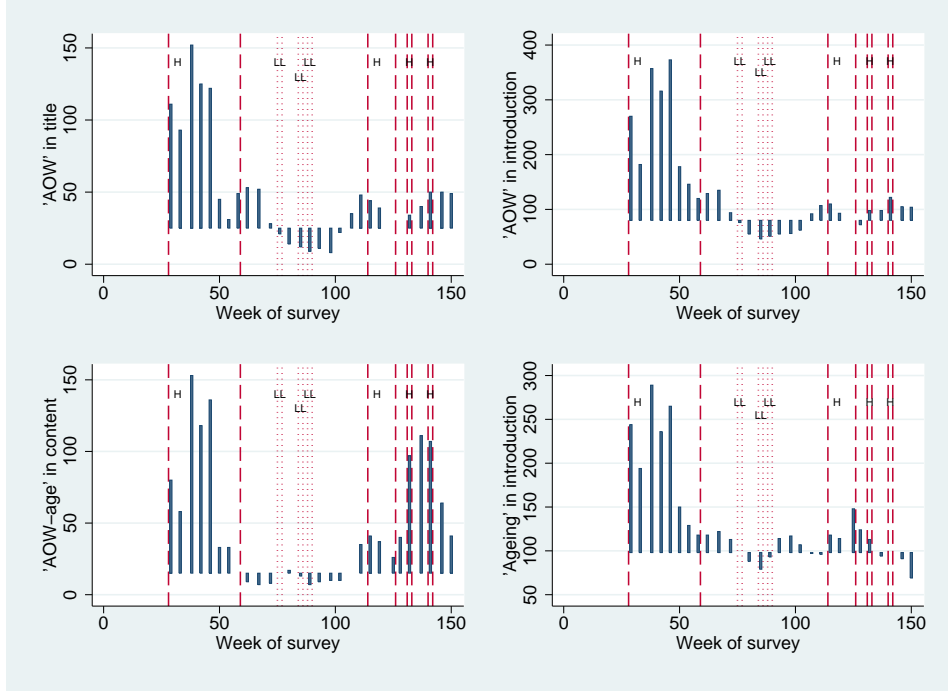 'AOW' in title
150
100
50
0
H
LL
LL
LL
H
H
H
0 50 100 150
Week of survey
'AOW' in introduction
400
300
200
100
0
H
LL
LL
LL
H
H
H
0 50 100 150
Week of survey
'AOW−age' in content
150
100
50
0
H
LL
LL
LL
H
H
H
0 50 100 150
Week of survey
'Ageing' in introduction
300
250
200
150
100
50
H
LL
LL
LL
H
H
H
0 50 100 150
Week of survey